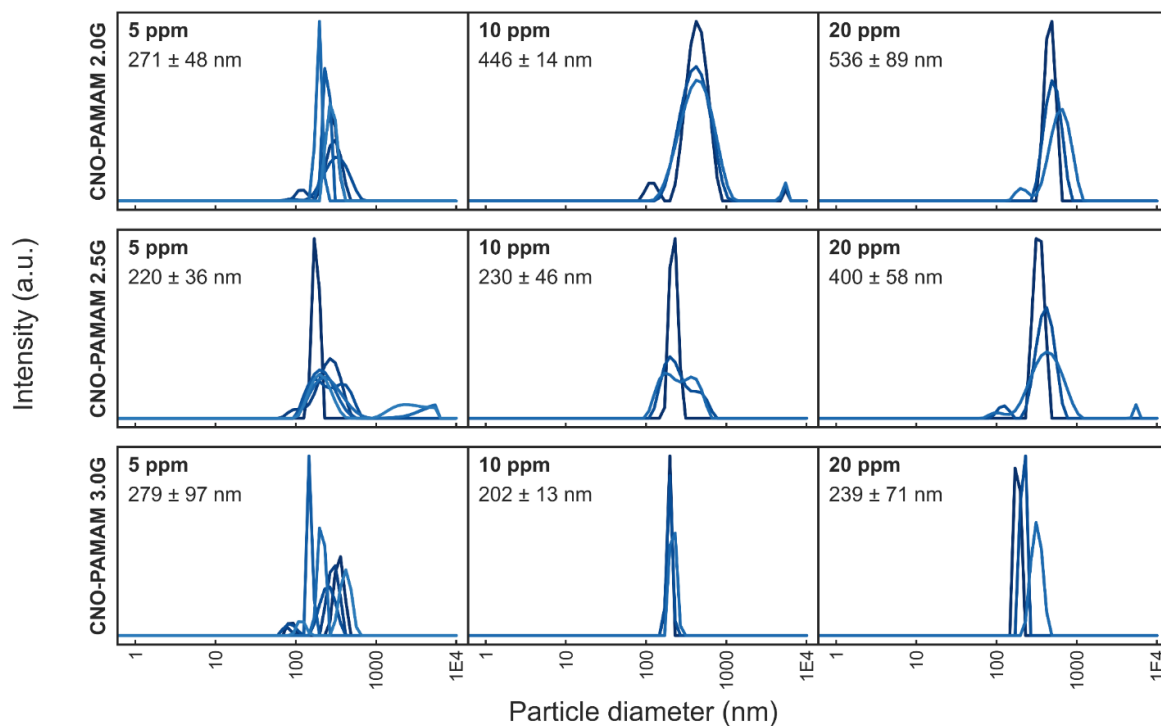 CNO-PAMAM 2.0G
5 ppm
271 ± 48 nm
10 ppm
446 ± 14 nm
20 ppm
536 ± 89 nm
CNO-PAMAM 2.5G
5 ppm
220 ± 36 nm
10 ppm
230 ± 46 nm
20 ppm
400 ± 58 nm
CNO-PAMAM 3.0G
5 ppm
279 ± 97 nm
10 ppm
202 ± 13 nm
20 ppm
239 ± 71 nm
Intensity (a.u.)
1 10 100 1000 1E4 1 10 100 1000 1E4 1 10 100 1000 1E4
Particle diameter (nm)